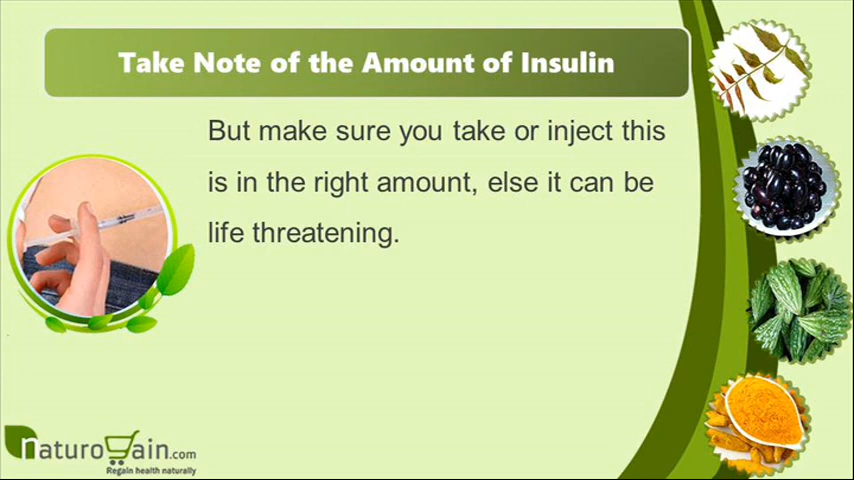 Take Note of the Amount of Insulin
But make sure you take or inject this
is in the right amount, else it can be
life threatening.
naturogain.com
Regain health naturally